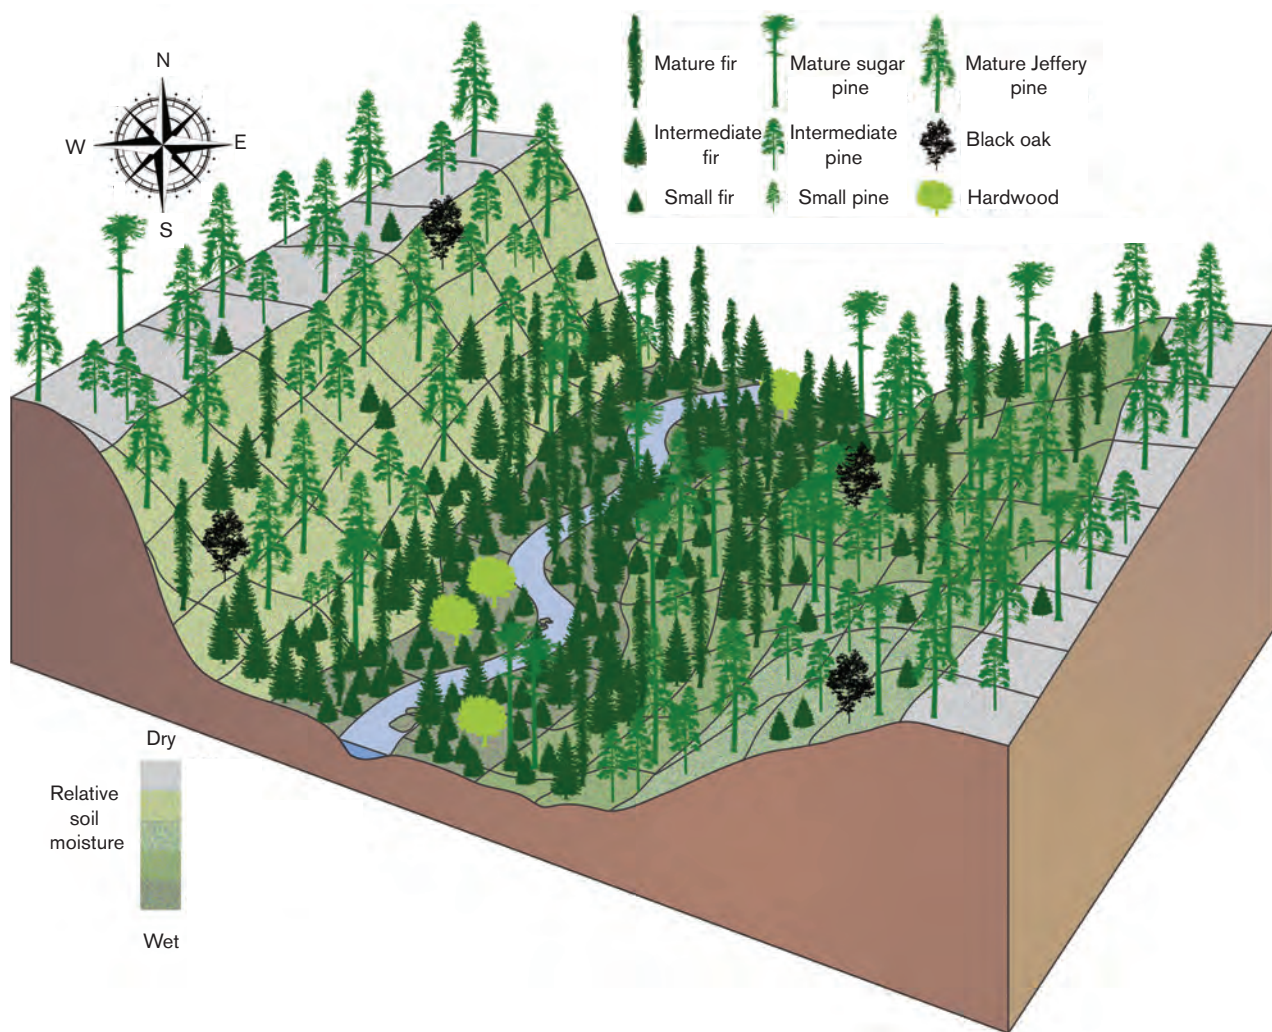 N
W
E
S
Mature fir
Mature sugar
pine
Mature Jeffery
pine
Intermediate
fir
Intermediate
pine
Black oak
Small fir
Small pine
Hardwood
Dry
Relative
soil
moisture
Wet